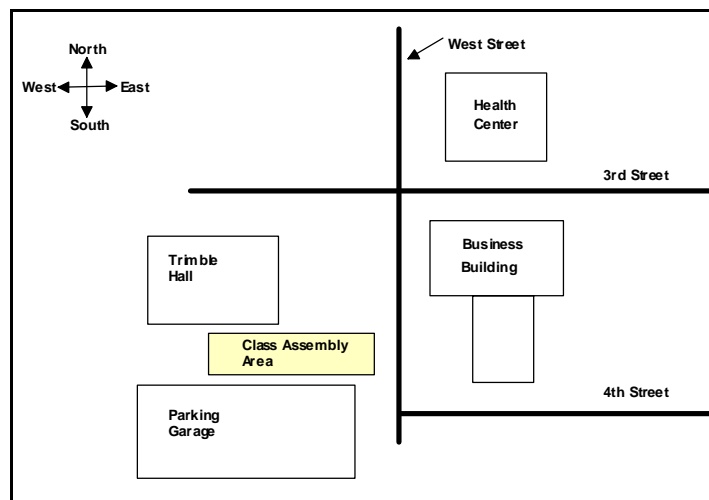 North
West Street
West
East
Health
Center
South
3rd Street
Business
Building
Trimble
Hall
Class Assembly
Area
4th Street
Parking
Garage